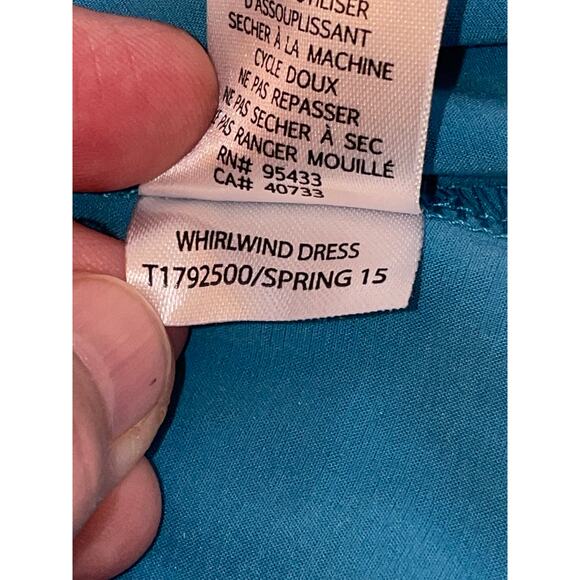 UTILISER
D'ASSOUPLISSANT
SECHER À LA MACHINE
CYCLE DOUX
NE PAS REPASSER
NE PAS SECHER À SEC
PAS RANGER MOUILLÉ
RN# 95433
CA# 40733
WHIRLWIND DRESS
T1792500/SPRING 15